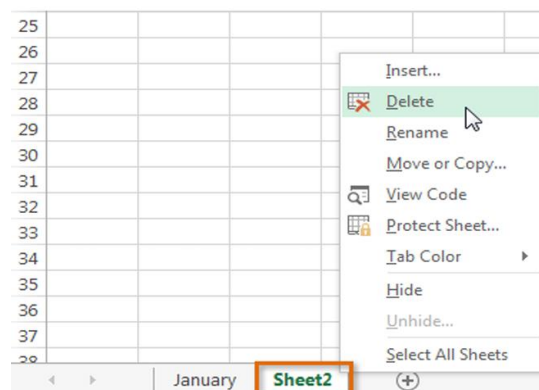 25
26
27
28
29
30
31
32
33
34
35
36
37
38
Insert...
Delete
Rename
Move or Copy...
View Code
Protect Sheet...
Tab Color
Hide
Unhide...
Select All Sheets
January Sheet2